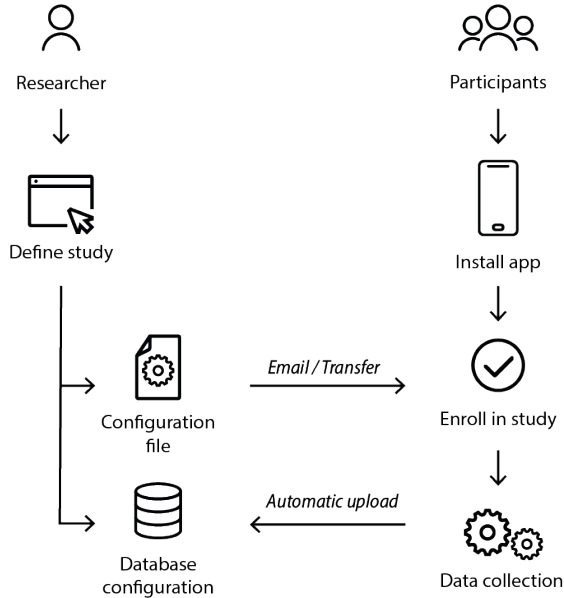 Researcher
Participants
Define study
Install app
Configuration
file
Email / Transfer
Enroll in study
Database
configuration
Automatic upload
Data collection